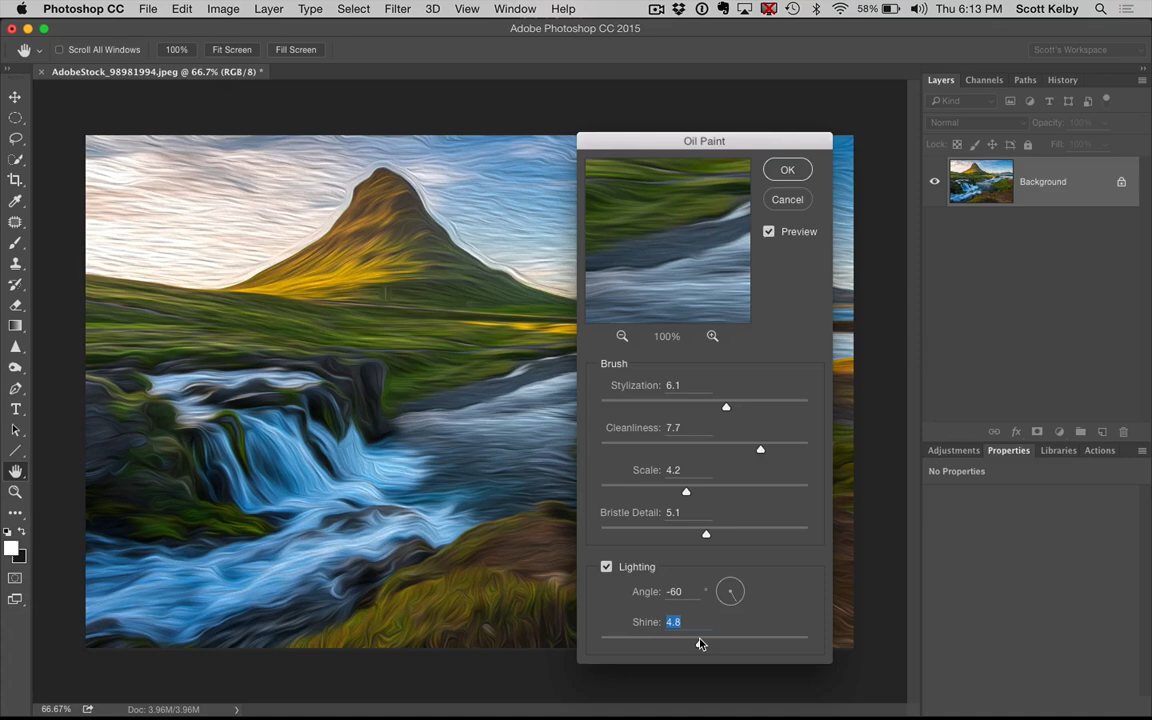 Photoshop CC File Edit Image Layer Type Select Filter 3D View Window Help 58% Thu 6:13 PM Scott Kelby
Adobe Photoshop CC 2015
Scroll All Windows 100% Fit Screen Fill Screen Scott's Workspace
AdobeStock_98981994.jpeg @ 66.7% (RGB/8) *
Layers Channels Paths History
Kind
Normal Opacity: 100%
Lock: Fill: 100%
Background
Oil Paint
OK
Cancel
Preview
100%
Brush
Stylization: 6.1
Cleanliness: 7.7
Scale: 4.2
Bristle Detail: 5.1
Lighting
Angle: -60 °
Shine: 4.8
Adjustments Properties Libraries Actions
No Properties
66.67% Doc: 3.96M/3.96M